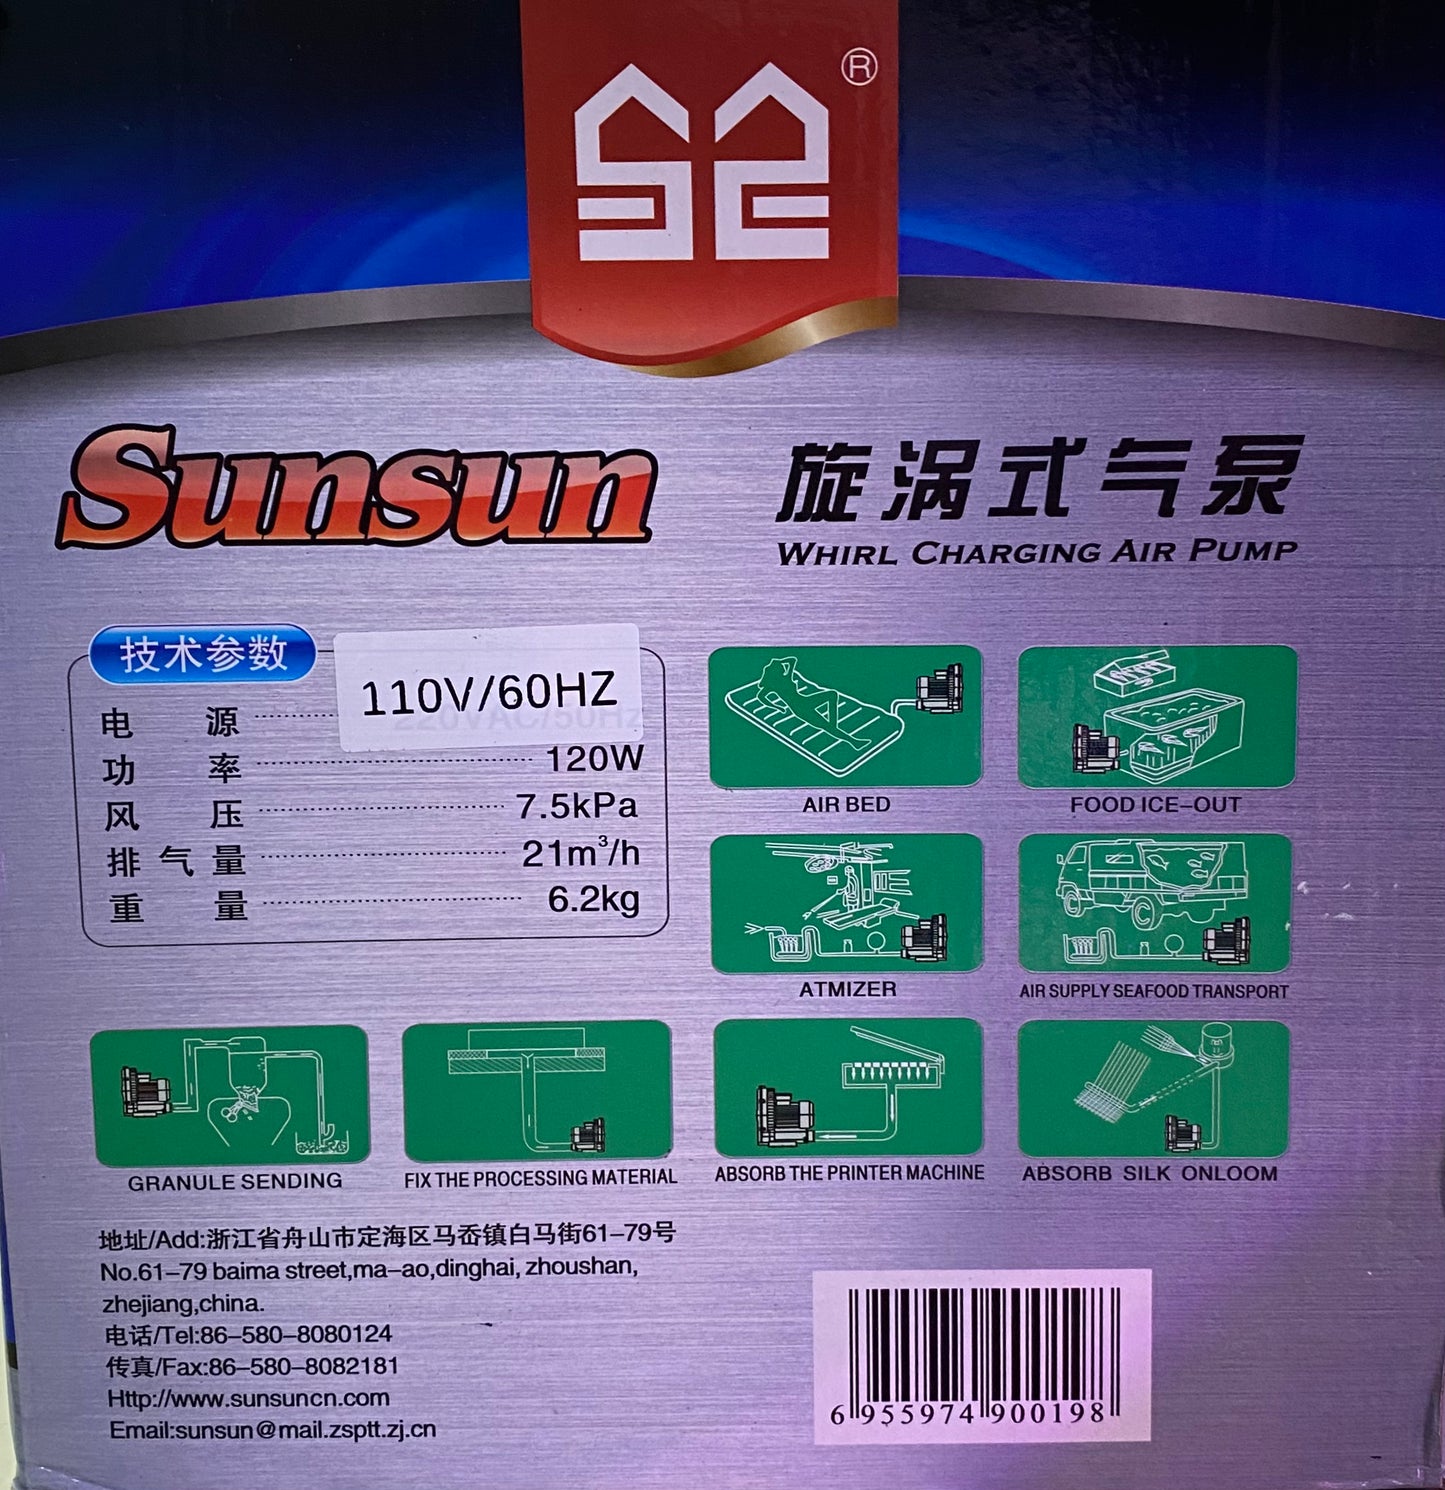 ®
Sunsun
旋涡式气泵
WHIRL CHARGING AIR PUMP
技术参数
110V/60HZ
220VAC/50Hz
电源
功率 120W
风压 7.5kPa
排气量 21m³/h
重量 6.2kg
AIR BED
FOOD ICE-OUT
ATMIZER
AIR SUPPLY SEAFOOD TRANSPORT
GRANULE SENDING
FIX THE PROCESSING MATERIAL
ABSORB THE PRINTER MACHINE
ABSORB SILK ONLOOM
地址/Add:浙江省舟山市定海区马岙镇白马街61-79号
No.61-79 baima street,ma-ao,dinghai, zhoushan,
zhejiang,china.
电话/Tel:86-580-8080124
传真/Fax:86-580-8082181
Http://www.sunsuncn.com
Email:sunsun@mail.zsptt.zj.cn
6 955974 900198